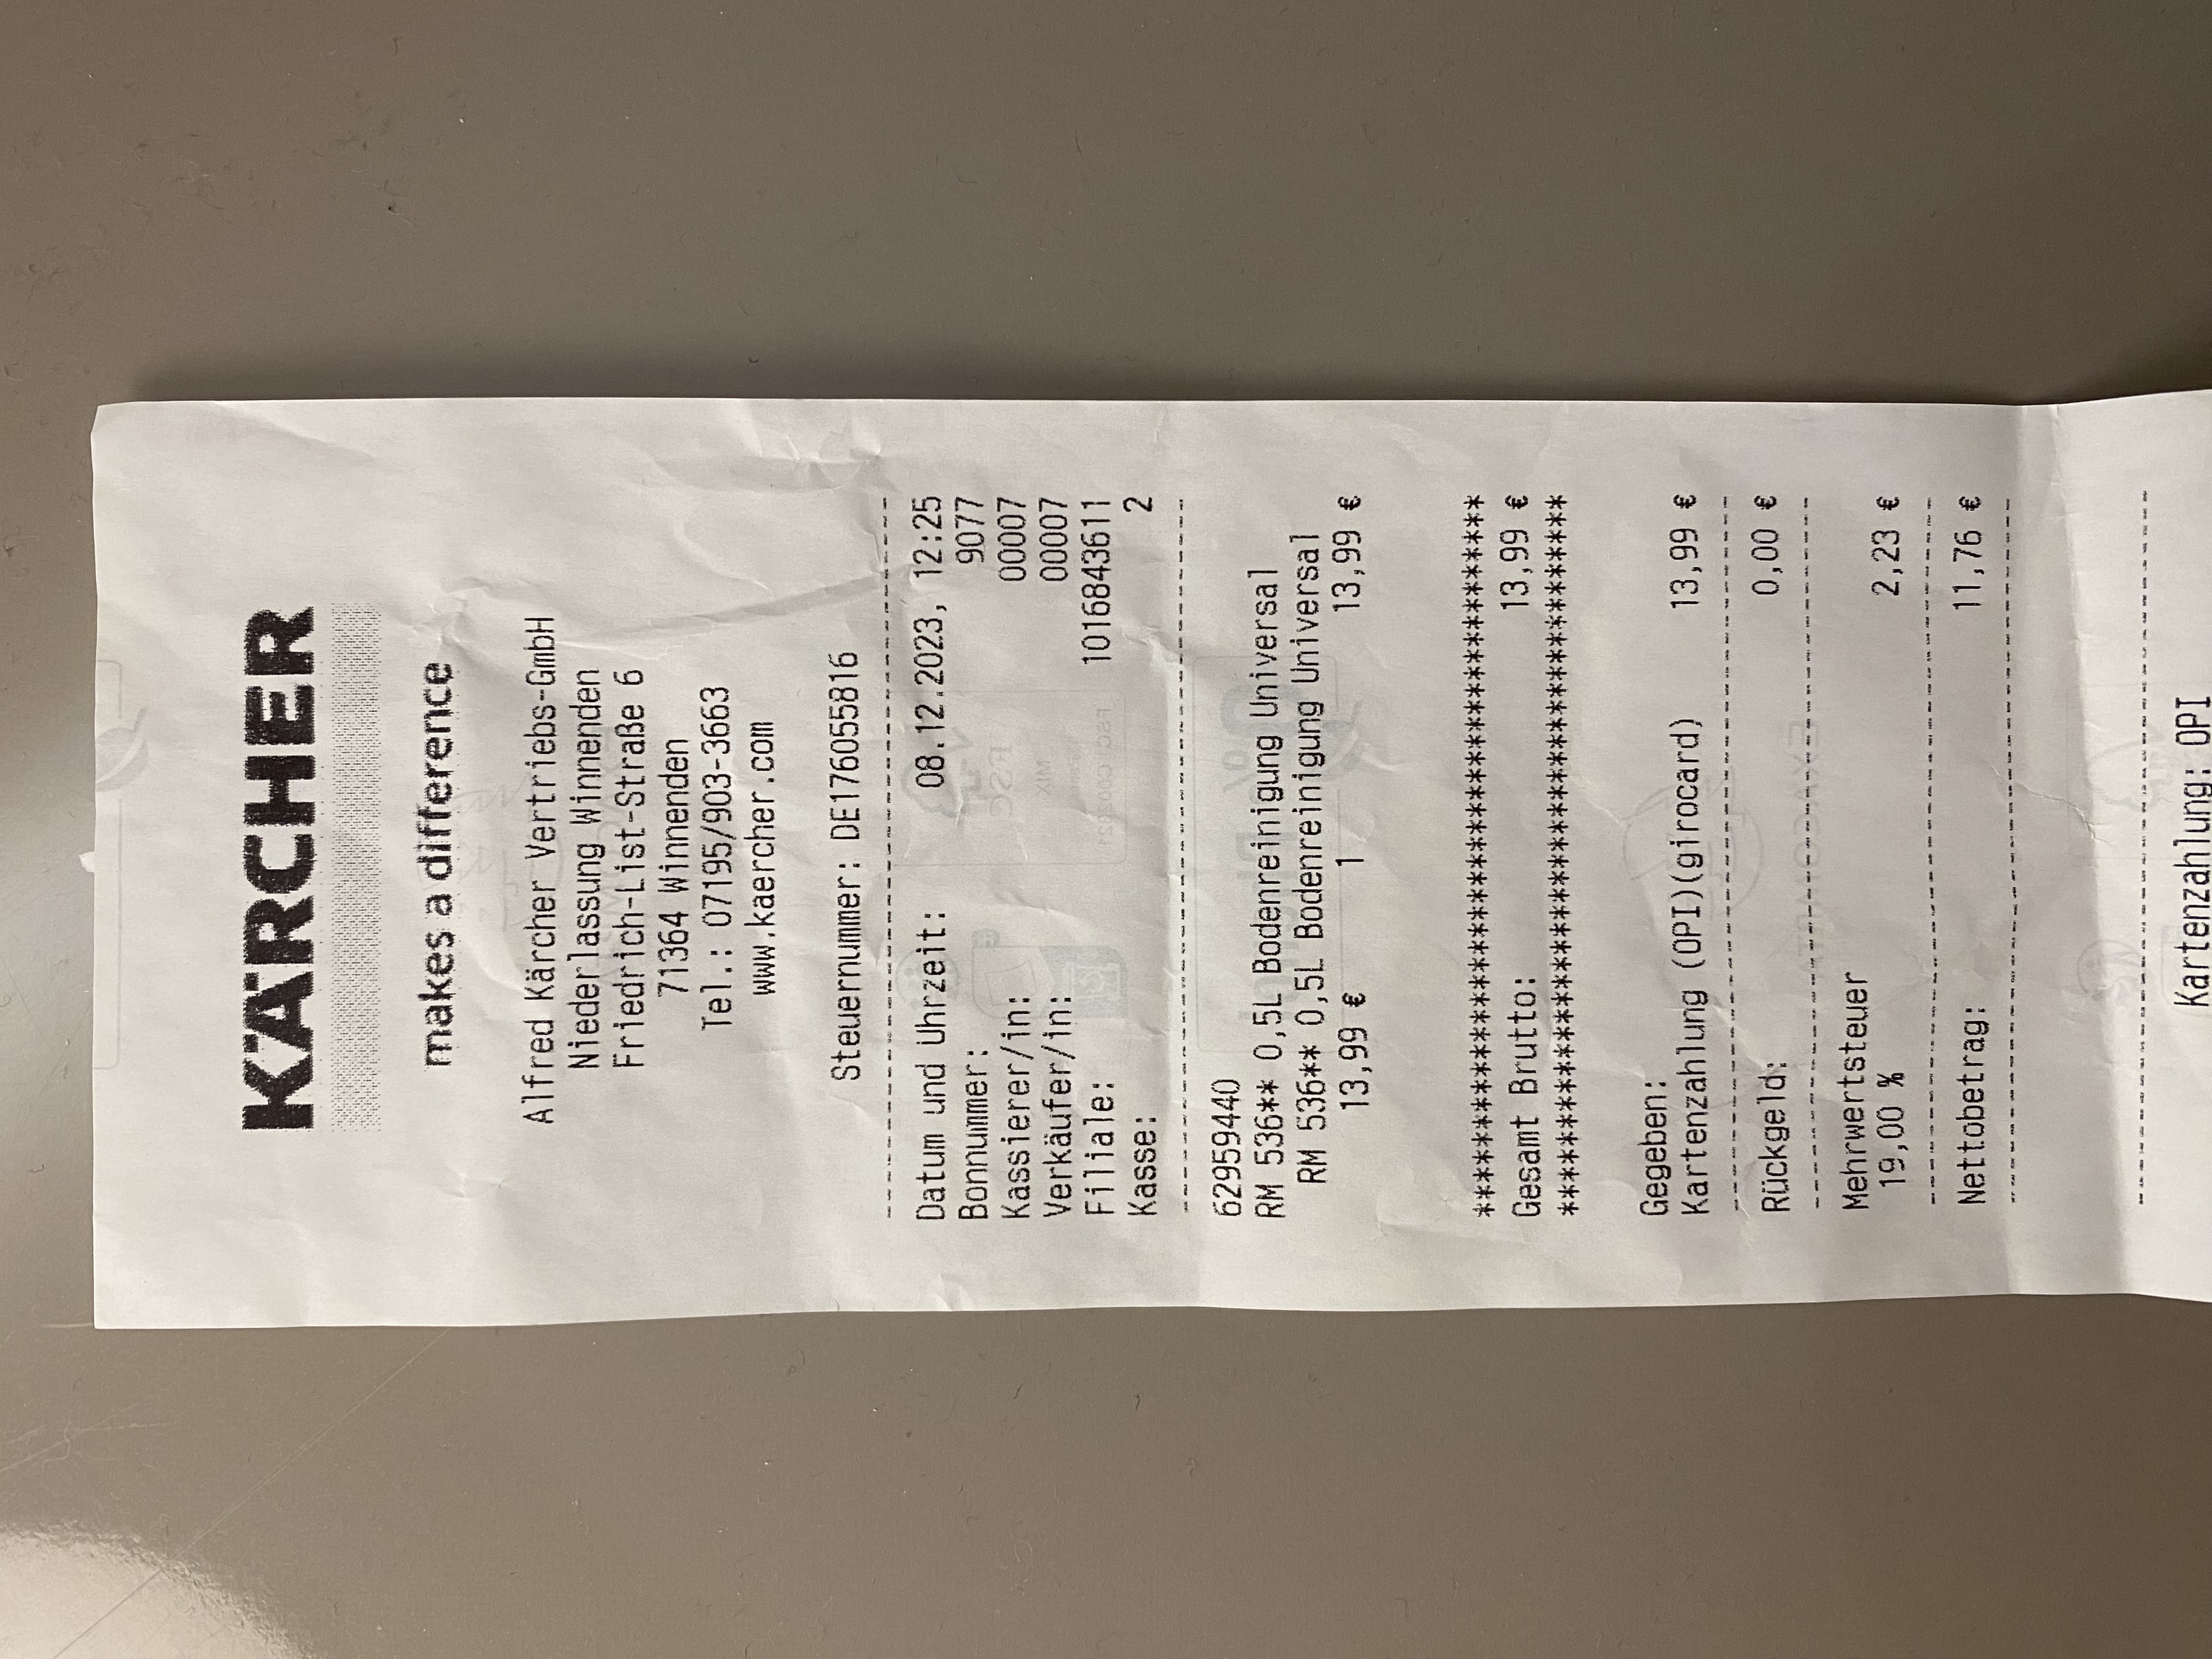 KÄRCHER
makes a difference
Alfred Kärcher Vertriebs-GmbH
Niederlassung Winnenden
Friedrich-List-Straße 6
71364 Winnenden
Tel.: 07195/903-3663
www.kaercher.com
Steuernummer: DE176055816
Datum und Uhrzeit: 08.12.2023, 12:25
Bonnummer: 9077
Kassierer/in: 00007
Verkäufer/in: 00007
Filiale: 1016843611
Kasse: 2
62959440
RM 536** 0,5L Bodenreinigung Universal
RM 536** 0,5L Bodenreinigung Universal
13,99 € 1 13,99 €
******************************************
Gesamt Brutto: 13,99 €
******************************************
Gegeben:
Kartenzahlung (OPI)(girocard) 13,99 €
Rückgeld: 0,00 €
Mehrwertsteuer
19,00 % 2,23 €
Nettobetrag: 11,76 €
Kartenzahlung: OPI